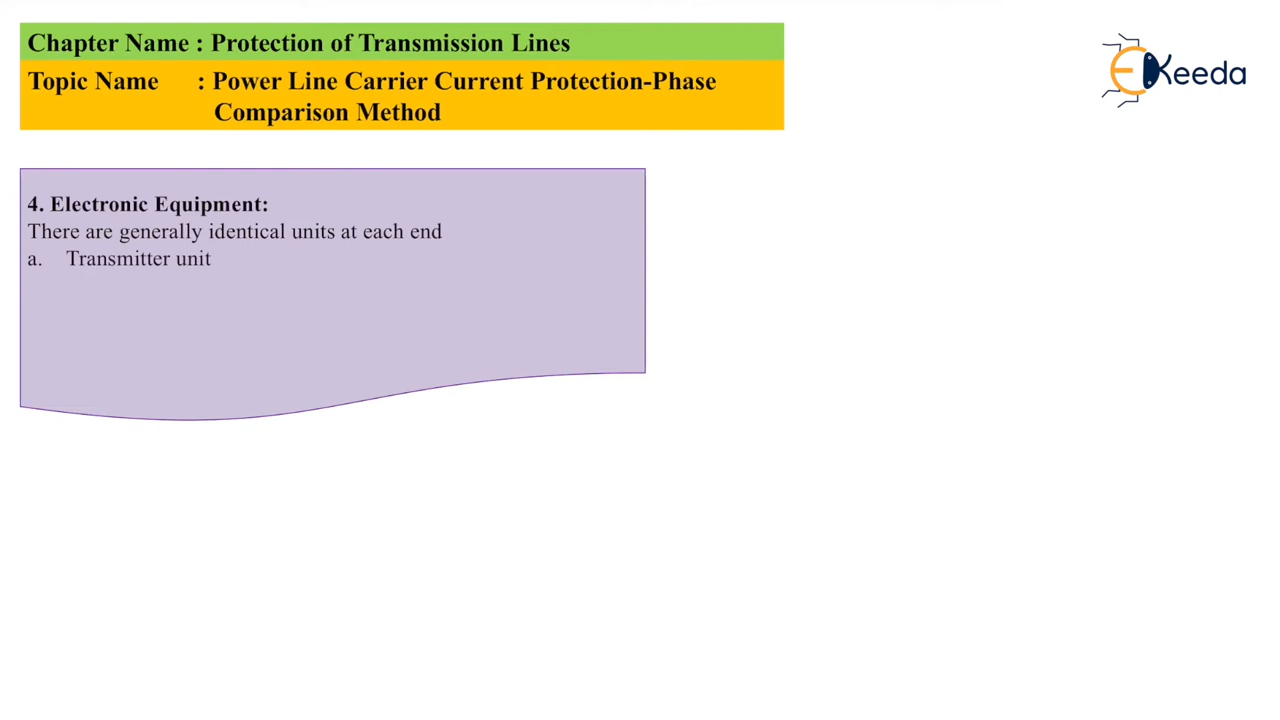 Chapter Name : Protection of Transmission Lines
Topic Name : Power Line Carrier Current Protection-Phase
Comparison Method
EKeeda
4. Electronic Equipment:
There are generally identical units at each end
a. Transmitter unit